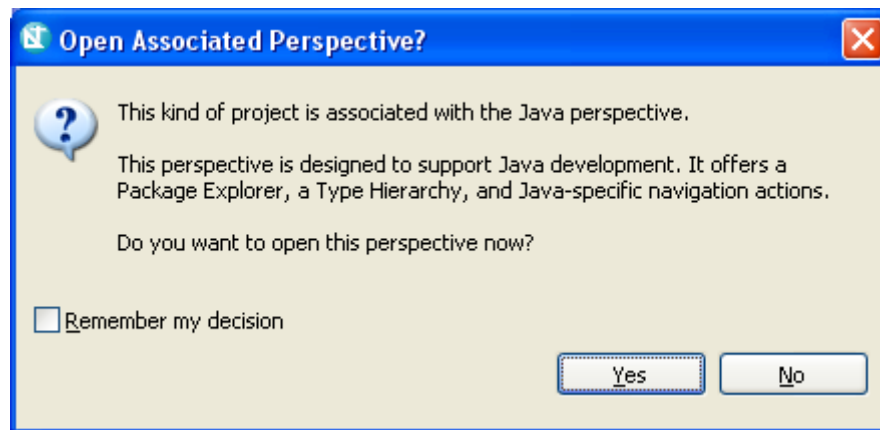 Open Associated Perspective?
This kind of project is associated with the Java perspective.
This perspective is designed to support Java development. It offers a
Package Explorer, a Type Hierarchy, and Java-specific navigation actions.
Do you want to open this perspective now?
Remember my decision
Yes
No